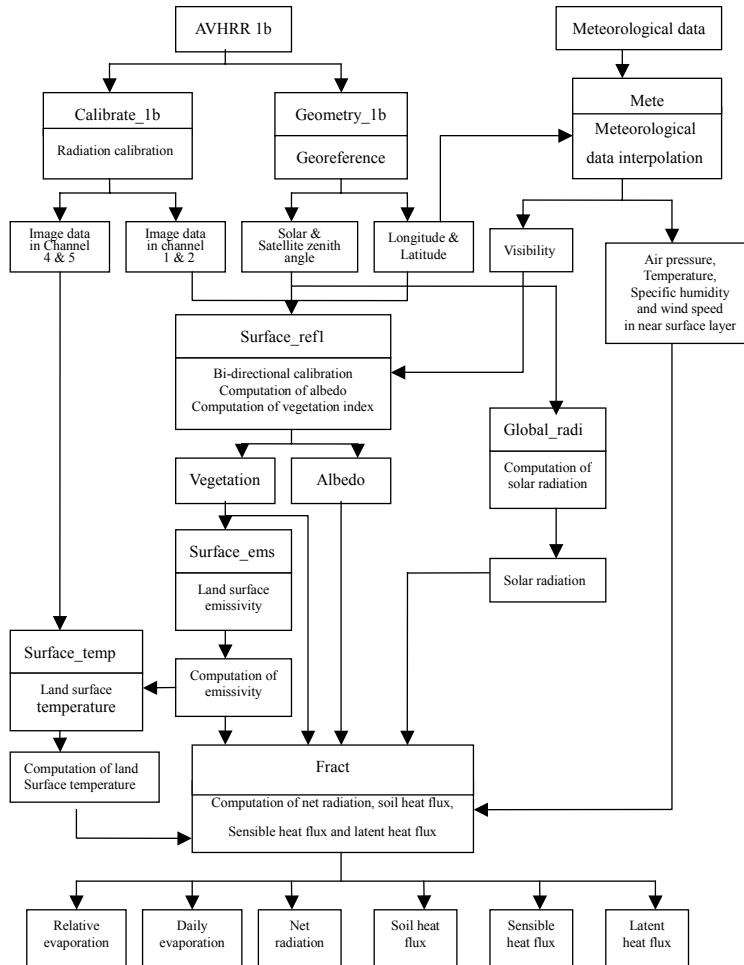 AVHRR 1b
Meteorological data
Calibrate_1b
Radiation calibration
Geometry_1b
Georeference
Mete
Meteorological
data interpolation
Image data
in Channel
4 & 5
Image data
in channel
1 & 2
Solar &
Satellite zenith
angle
Longitude &
Latitude
Visibility
Air pressure,
Temperature,
Specific humidity
and wind speed
in near surface layer
Surface_ref1
Bi-directional calibration
Computation of albedo
Computation of vegetation index
Global_radi
Computation of
solar radiation
Vegetation
Albedo
Surface_ems
Land surface
emissivity
Solar radiation
Surface_temp
Land surface
temperature
Computation of
emissivity
Computation of land
Surface temperature
Fract
Computation of net radiation, soil heat flux,
Sensible heat flux and latent heat flux
Relative
evaporation
Daily
evaporation
Net
radiation
Soil heat
flux
Sensible
heat flux
Latent
heat flux